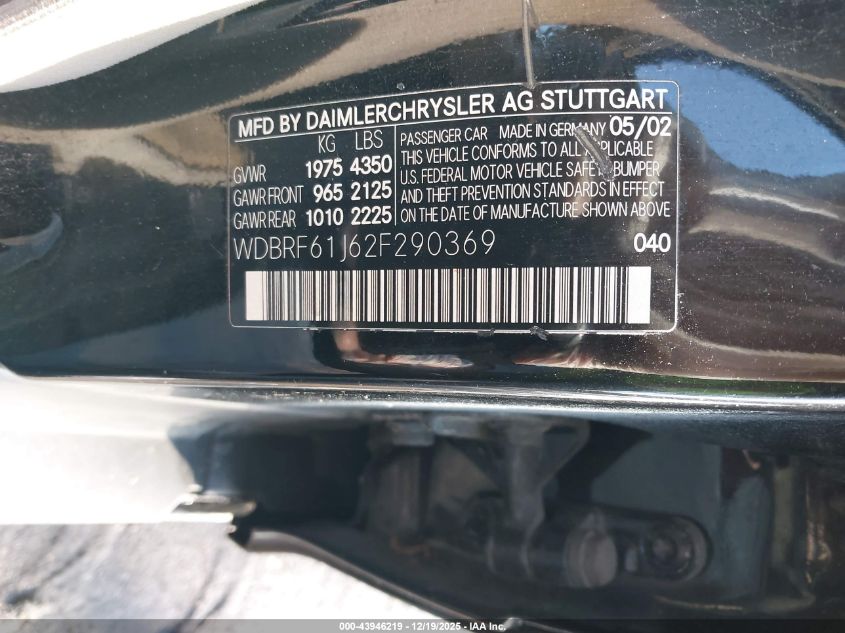 MFD BY DAIMLERCHRYSLER AG STUTTGART
KG LBS
GVWR 1975 4350
GAWR FRONT 965 2125
GAWR REAR 1010 2225
PASSENGER CAR MADE IN GERMANY 05/02
THIS VEHICLE CONFORMS TO ALL APPLICABLE
U.S. FEDERAL MOTOR VEHICLE SAFETY BUMPER
AND THEFT PREVENTION STANDARDS IN EFFECT
ON THE DATE OF MANUFACTURE SHOWN ABOVE
WDBRF61J62F290369 040
000-43946219 - 12/19/2025 - IAA Inc.